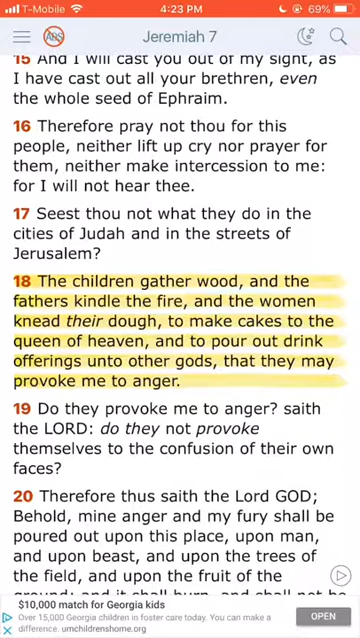 T-Mobile 4:23 PM 69%
ADS Jeremiah 7
15 And I will cast you out of my sight, as
I have cast out all your brethren, even
the whole seed of Ephraim.
16 Therefore pray not thou for this
people, neither lift up cry nor prayer for
them, neither make intercession to me:
for I will not hear thee.
17 Seest thou not what they do in the
cities of Judah and in the streets of
Jerusalem?
18 The children gather wood, and the
fathers kindle the fire, and the women
knead their dough, to make cakes to the
queen of heaven, and to pour out drink
offerings unto other gods, that they may
provoke me to anger.
19 Do they provoke me to anger? saith
the LORD: do they not provoke
themselves to the confusion of their own
faces?
20 Therefore thus saith the Lord GOD;
Behold, mine anger and my fury shall be
poured out upon this place, upon man,
and upon beast, and upon the trees of
the field, and upon the fruit of the
ground; and it shall burn, and shall not be
$10,000 match for Georgia kids
Over 15,000 Georgia children in foster care today. You can make a
difference. umchildrenshome.org
OPEN